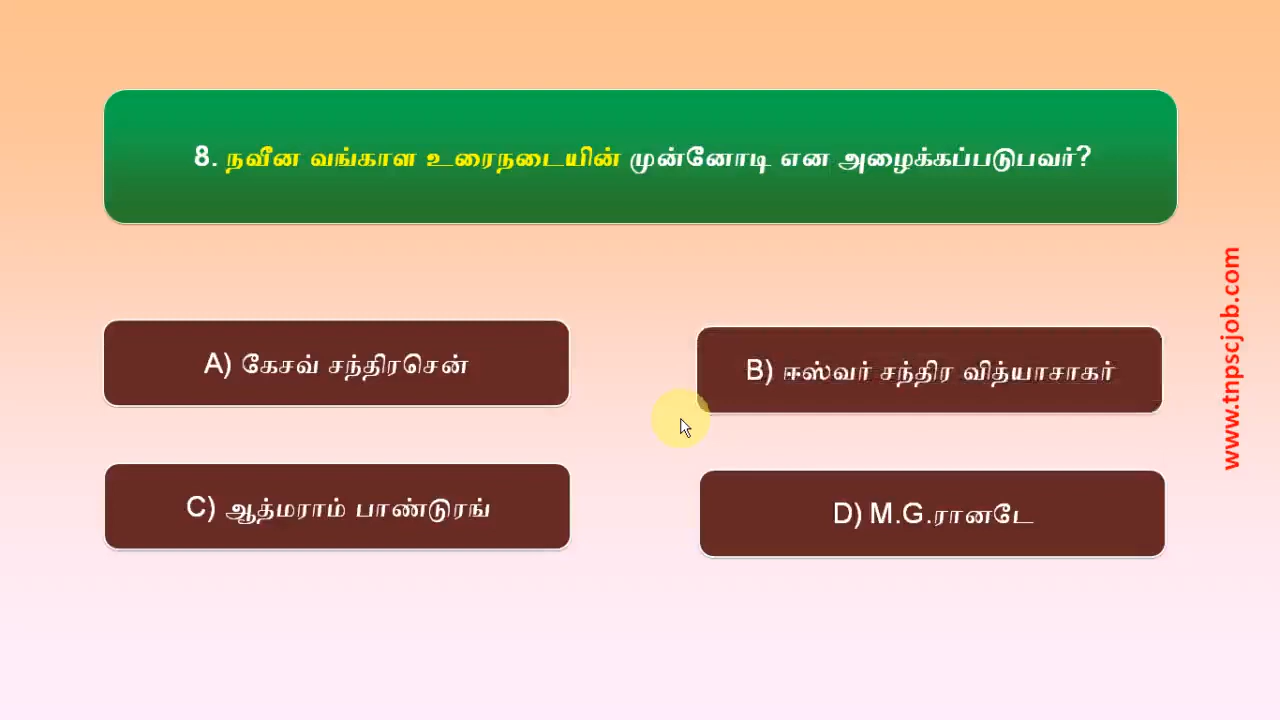 8. நவீன வங்காள உரைநடையின் முன்னோடி என அழைக்கப்படுபவர்?
A) கேசவ் சந்திரசென்
B) ஈஸ்வர் சந்திர வித்யாசாகர்
C) ஆத்மராம் பாண்டுரங்
D) M.G.ரானடே
www.tnpscjob.com